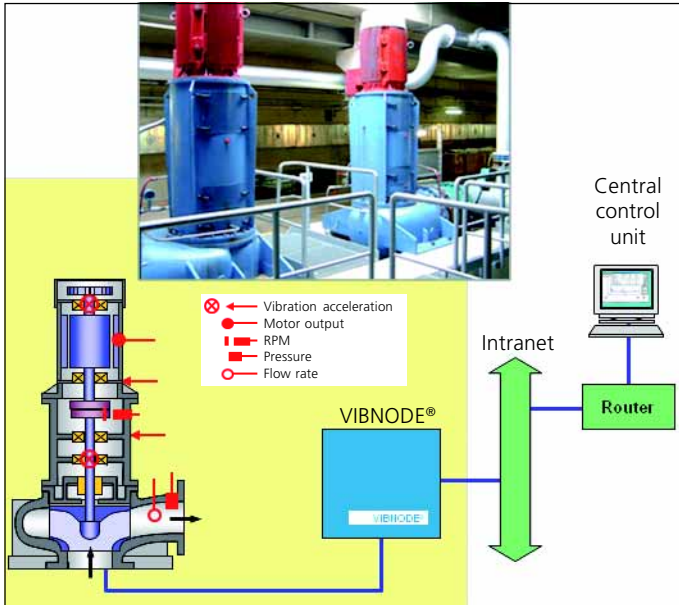 Central
control
unit
Vibration acceleration
Motor output
RPM
Pressure
Flow rate
Intranet
VIBNODE®
Router
VIBNODE®